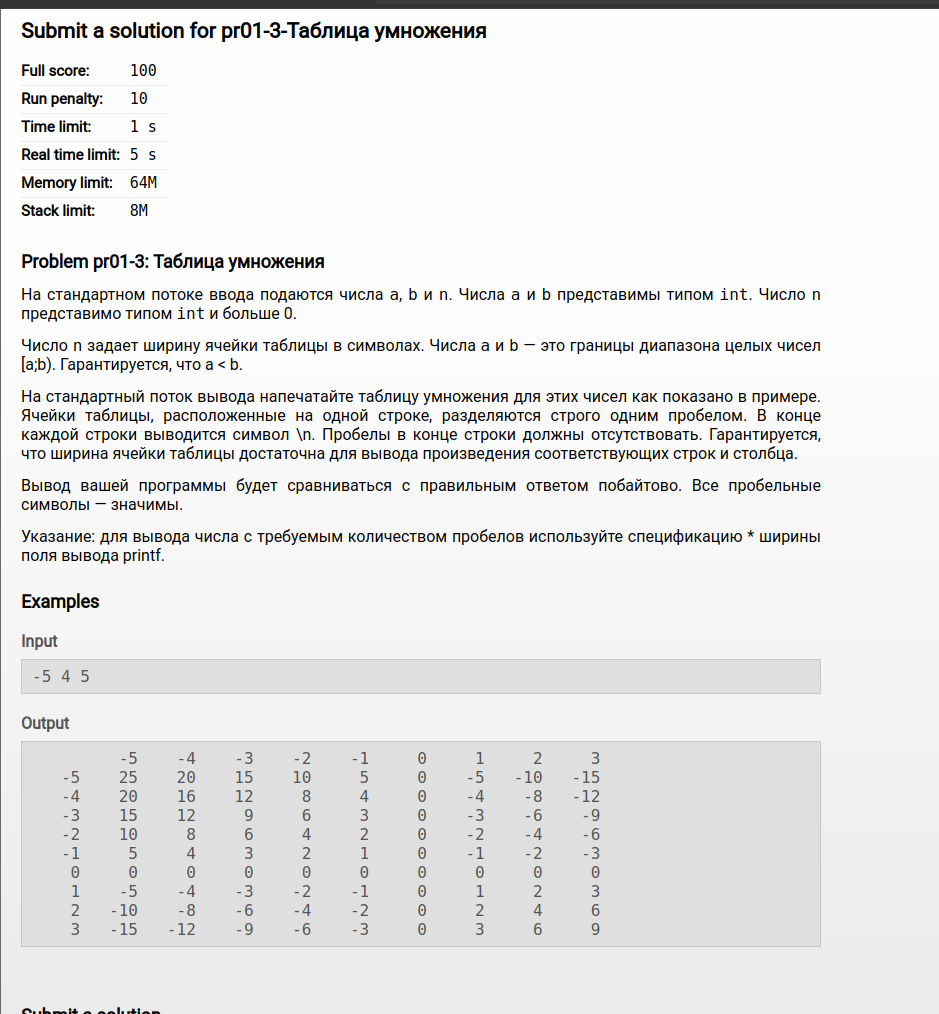 Submit a solution for pr01-3-Таблица умножения
Full score: 100
Run penalty: 10
Time limit: 1 s
Real time limit: 5 s
Memory limit: 64M
Stack limit: 8M
Problem pr01-3: Таблица умножения
На стандартном потоке ввода подаются числа a, b и n. Числа a и b представимы типом int. Число n
представимо типом int и больше 0.
Число n задает ширину ячейки таблицы в символах. Числа a и b — это границы диапазона целых чисел
[a;b). Гарантируется, что a < b.
На стандартный поток вывода напечатайте таблицу умножения для этих чисел как показано в примере.
Ячейки таблицы, расположенные на одной строке, разделяются строго одним пробелом. В конце
каждой строки выводится символ \n. Пробелы в конце строки должны отсутствовать. Гарантируется,
что ширина ячейки таблицы достаточна для вывода произведения соответствующих строк и столбца.
Вывод вашей программы будет сравниваться с правильным ответом побайтово. Все пробельные
символы — значимы.
Указание: для вывода числа с требуемым количеством пробелов используйте спецификацию * ширины
поля вывода printf.
Examples
Input
-5 4 5
Output
         -5    -4    -3    -2    -1     0     1     2     3
   -5    25    20    15    10     5     0    -5   -10   -15
   -4    20    16    12     8     4     0    -4    -8   -12
   -3    15    12     9     6     3     0    -3    -6    -9
   -2    10     8     6     4     2     0    -2    -4    -6
   -1     5     4     3     2     1     0    -1    -2    -3
    0     0     0     0     0     0     0     0     0     0
    1    -5    -4    -3    -2    -1     0     1     2     3
    2   -10    -8    -6    -4    -2     0     2     4     6
    3   -15   -12    -9    -6    -3     0     3     6     9
Submit a solution